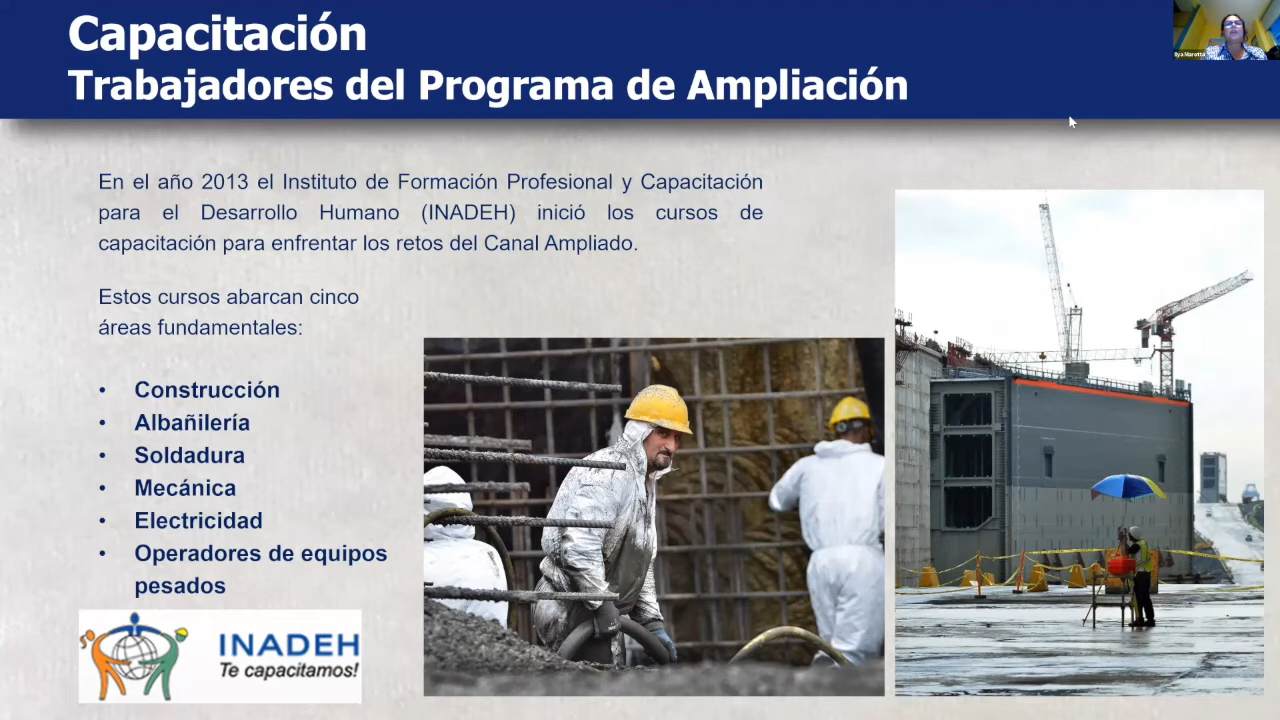 Capacitación
Trabajadores del Programa de Ampliación
Ilya Marotta
En el año 2013 el Instituto de Formación Profesional y Capacitación
para el Desarrollo Humano (INADEH) inició los cursos de
capacitación para enfrentar los retos del Canal Ampliado.
Estos cursos abarcan cinco
áreas fundamentales:
• Construcción
• Albañilería
• Soldadura
• Mecánica
• Electricidad
• Operadores de equipos
pesados
INADEH
Te capacitamos!